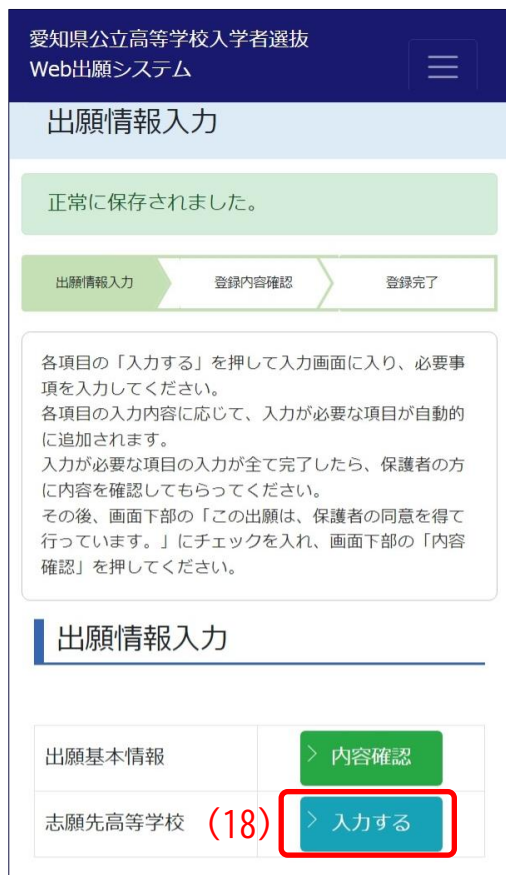 愛知県公立高等学校入学者選抜
Web出願システム
出願情報入力
正常に保存されました。
出願情報入力
登録内容確認
登録完了
各項目の「入力する」を押して入力画面に入り、必要事
項を入力してください。
各項目の入力内容に応じて、入力が必要な項目が自動的
に追加されます。
入力が必要な項目の入力が全て完了したら、保護者の方
に内容を確認してもらってください。
その後、画面下部の「この出願は、保護者の同意を得て
行っています。」にチェックを入れ、画面下部の「内容
確認」を押してください。
出願情報入力
出願基本情報
内容確認
志願先高等学校
(18)
入力する